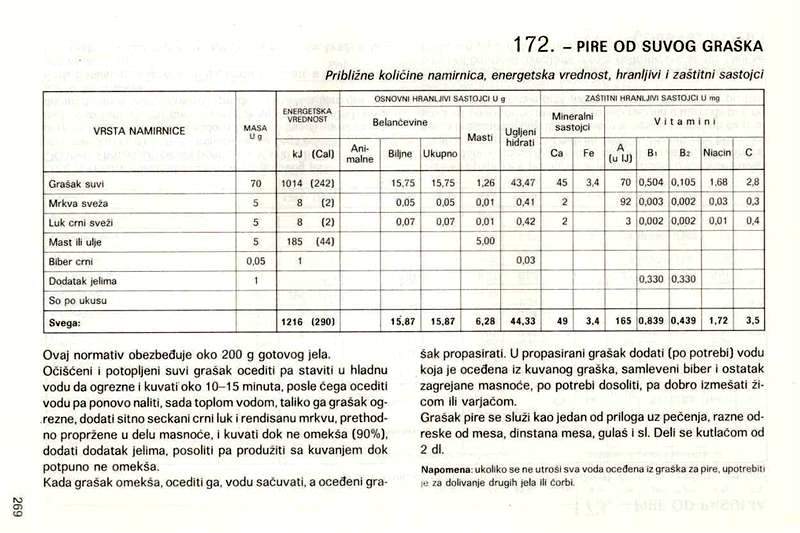 172. – PIRE OD SUVOG GRAŠKA
Približne količine namirnica, energetska vrednost, hranljivi i zaštitni sastojci
VRSTA NAMIRNICE MASA U g ENERGETSKA VREDNOST OSNOVNI HRANLJIVI SASTOJCI U g ZAŠTITNI HRANLJIVI SASTOJCI U mg
Belančevine Masti Ugljeni hidrati Mineralni sastojci Vitamini
kJ (Cal) Ani-malne Biljne Ukupno Ca Fe A (u IJ) B1 B2 Niacin C
Grašak suvi 70 1014 (242) 15,75 15,75 1,26 43,47 45 3,4 70 0,504 0,105 1,68 2,8
Mrkva sveža 5 8 (2) 0,05 0,05 0,01 0,41 2 92 0,003 0,002 0,03 0,3
Luk crni sveži 5 8 (2) 0,07 0,07 0,01 0,42 2 3 0,002 0,002 0,01 0,4
Mast ili ulje 5 185 (44) 5,00
Biber crni 0,05 1 0,03
Dodatak jelima 1 0,330 0,330
So po ukusu
Svega: 1216 (290) 15,87 15,87 6,28 44,33 49 3,4 165 0,839 0,439 1,72 3,5
Ovaj normativ obezbeđuje oko 200 g gotovog jela.
Očišćeni i potopljeni suvi grašak ocediti pa staviti u hladnu
vodu da ogrezne i kuvati oko 10–15 minuta, posle čega ocediti
vodu pa ponovo naliti, sada toplom vodom, taliko ga grašak og-
rezne, dodati sitno seckani crni luk i rendisanu mrkvu, prethod-
no propržene u delu masnoće, i kuvati dok ne omekša (90%),
dodati dodatak jelima, posoliti pa produžiti sa kuvanjem dok
potpuno ne omekša.
Kada grašak omekša, ocediti ga, vodu sačuvati, a oceđeni gra-
šak propasirati. U propasirani grašak dodati (po potrebi) vodu
koja je oceđena iz kuvanog graška, samleveni biber i ostatak
zagrejane masnoće, po potrebi dosoliti, pa dobro izmešati ži-
com ili varjačom.
Grašak pire se služi kao jedan od priloga uz pečenja, razne od-
reske od mesa, dinstana mesa, gulaš i sl. Deli se kutlačom od
2 dl.
Napomena: ukoliko se ne utroši sva voda oceđena iz graška za pire, upotrebiti
je za dolivanje drugih jela ili čorbi.
269